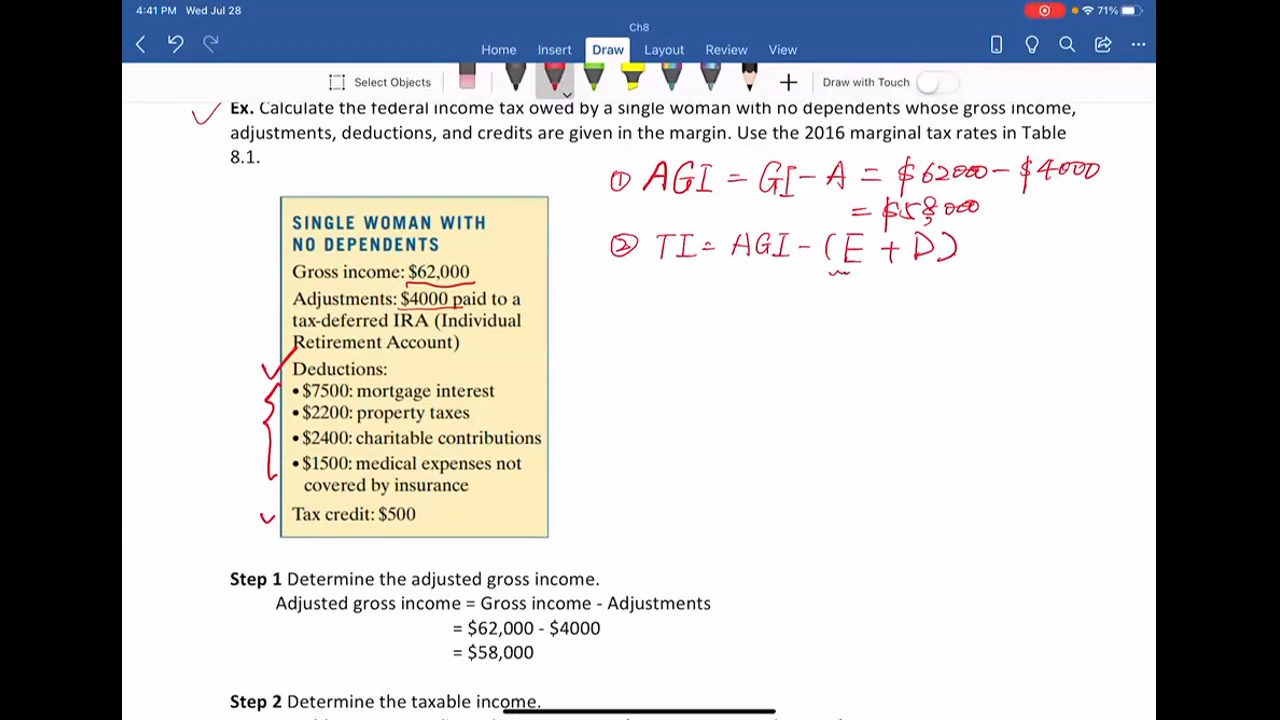 4:41 PM Wed Jul 28
71%
Ch8
Home Insert Draw Layout Review View
Select Objects
Draw with Touch
Ex. Calculate the federal income tax owed by a single woman with no dependents whose gross income,
adjustments, deductions, and credits are given in the margin. Use the 2016 marginal tax rates in Table
8.1.
① AGI = GI - A = $62000 - $4000
= $58,000
② TI = AGI - (E + D)
SINGLE WOMAN WITH
NO DEPENDENTS
Gross income: $62,000
Adjustments: $4000 paid to a
tax-deferred IRA (Individual
Retirement Account)
Deductions:
• $7500: mortgage interest
• $2200: property taxes
• $2400: charitable contributions
• $1500: medical expenses not
covered by insurance
Tax credit: $500
Step 1 Determine the adjusted gross income.
Adjusted gross income = Gross income - Adjustments
= $62,000 - $4000
= $58,000
Step 2 Determine the taxable income.